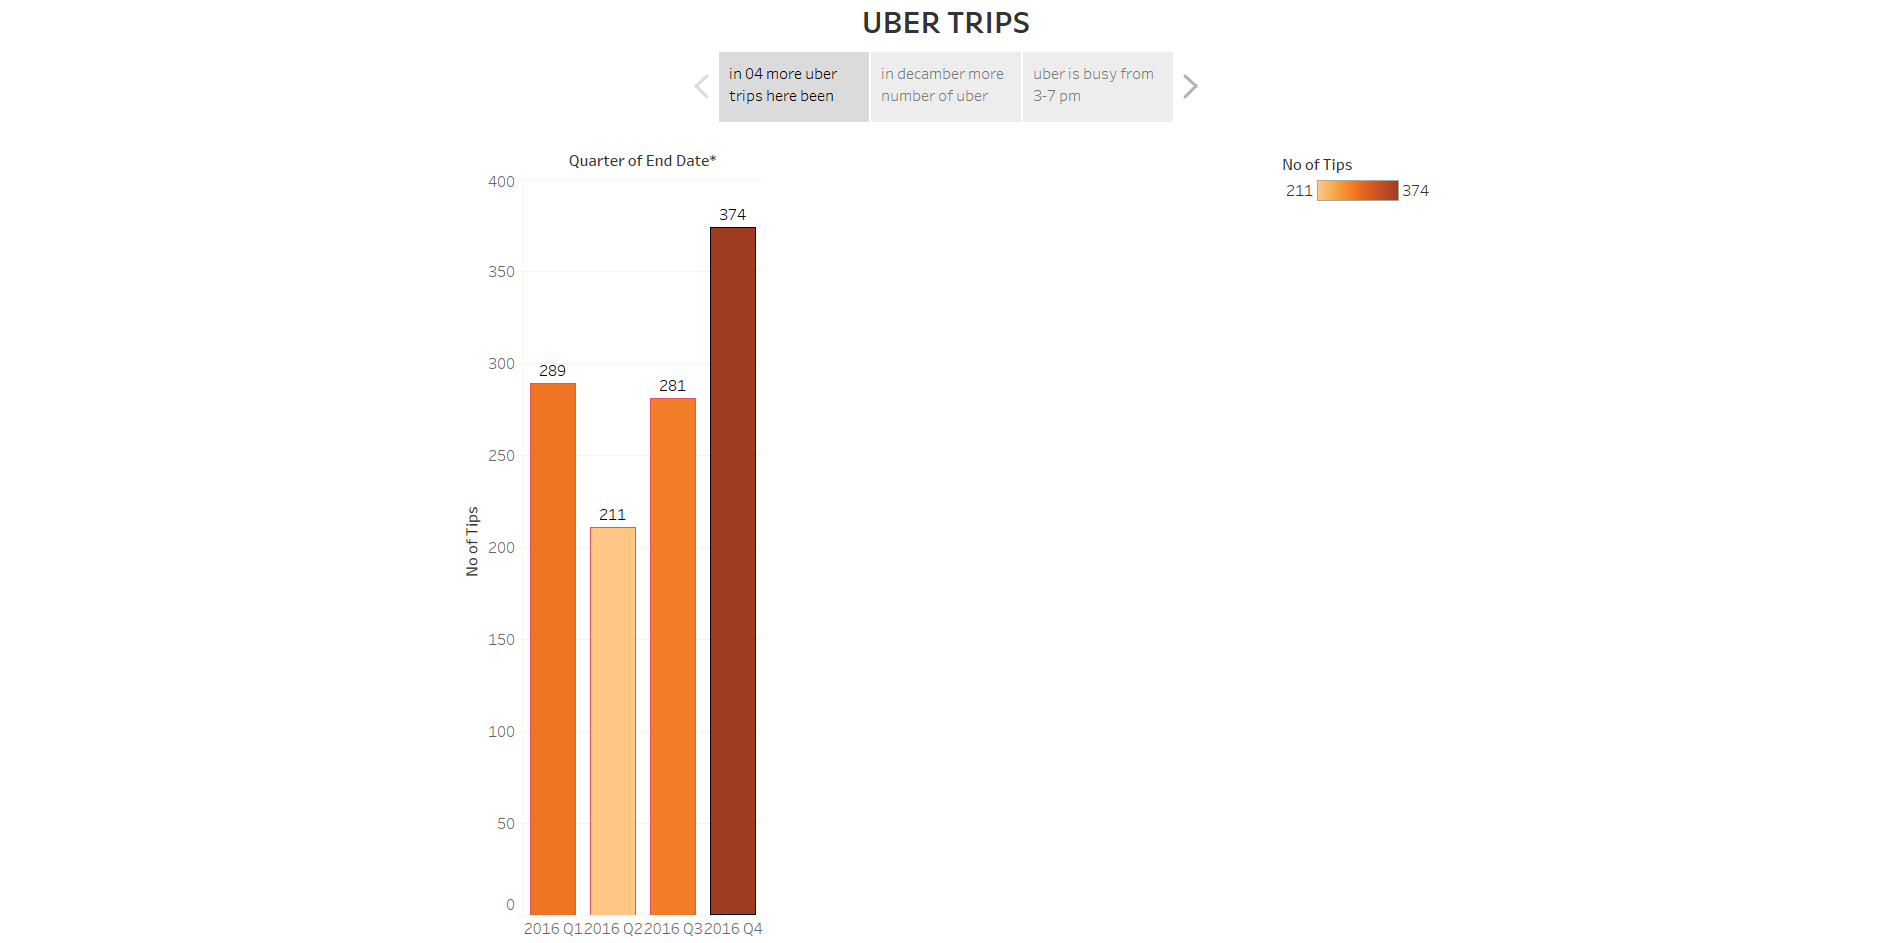 UBER TRIPS
in 04 more uber
trips here been
in decamber more
number of uber
uber is busy from
3-7 pm
Quarter of End Date*
No of Tips
211 374
400
350
300
250
200
150
100
50
0
No of Tips
289
211
281
374
2016 Q1 2016 Q2 2016 Q3 2016 Q4